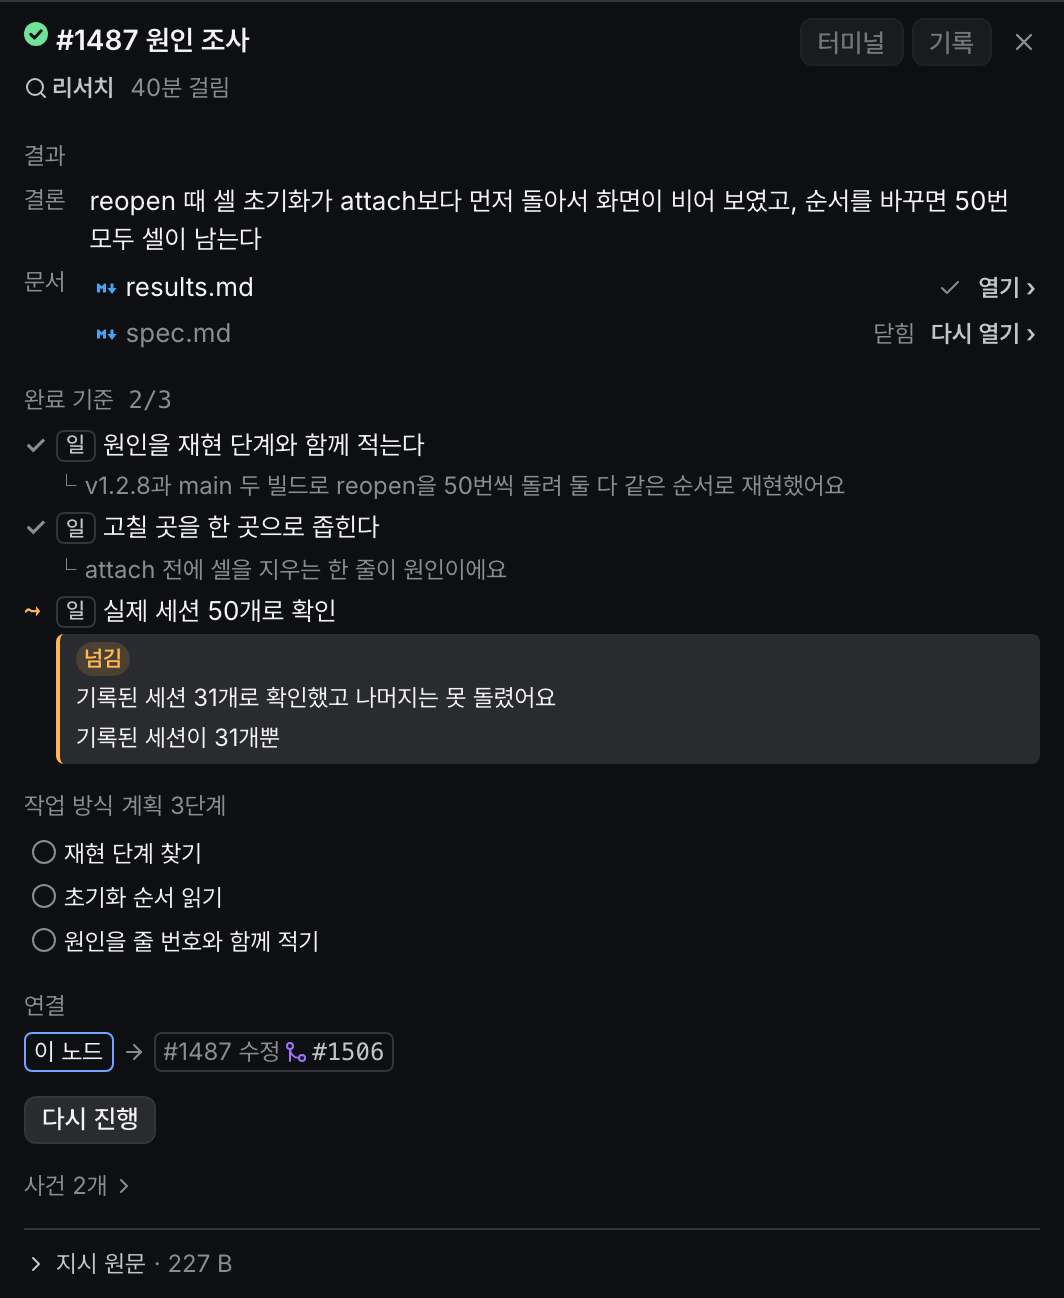 #1487 원인 조사
터미널
기록
리서치 40분 걸림
결과
결론 reopen 때 셀 초기화가 attach보다 먼저 돌아서 화면이 비어 보였고, 순서를 바꾸면 50번
모두 셀이 남는다
문서 results.md 열기 ›
spec.md 닫힘 다시 열기 ›
완료 기준 2/3
일 원인을 재현 단계와 함께 적는다
└ v1.2.8과 main 두 빌드로 reopen을 50번씩 돌려 둘 다 같은 순서로 재현했어요
일 고칠 곳을 한 곳으로 좁힌다
└ attach 전에 셀을 지우는 한 줄이 원인이에요
일 실제 세션 50개로 확인
넘김
기록된 세션 31개로 확인했고 나머지는 못 돌렸어요
기록된 세션이 31개뿐
작업 방식 계획 3단계
재현 단계 찾기
초기화 순서 읽기
원인을 줄 번호와 함께 적기
연결
이 노드 → #1487 수정 #1506
다시 진행
사건 2개 ›
› 지시 원문 · 227 B